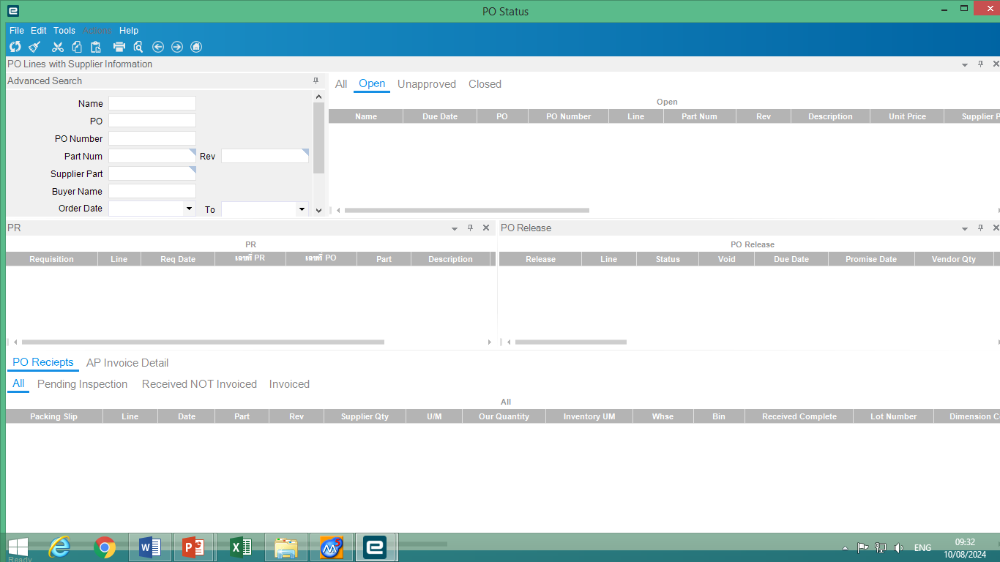 PO Status
File Edit Tools Actions Help
PO Lines with Supplier Information
Advanced Search
Name
PO
PO Number
Part Num Rev
Supplier Part
Buyer Name
Order Date To
All Open Unapproved Closed
Open
Name Due Date PO PO Number Line Part Num Rev Description Unit Price Supplier P
PR
PR
Requisition Line Req Date เลขที่ PR เลขที่ PO Part Description
PO Release
PO Release
Release Line Status Void Due Date Promise Date Vendor Qty
PO Reciepts AP Invoice Detail
All Pending Inspection Received NOT Invoiced Invoiced
All
Packing Slip Line Date Part Rev Supplier Qty U/M Our Quantity Inventory UM Whse Bin Received Complete Lot Number Dimension C
Ready
ENG
09:32
10/08/2024